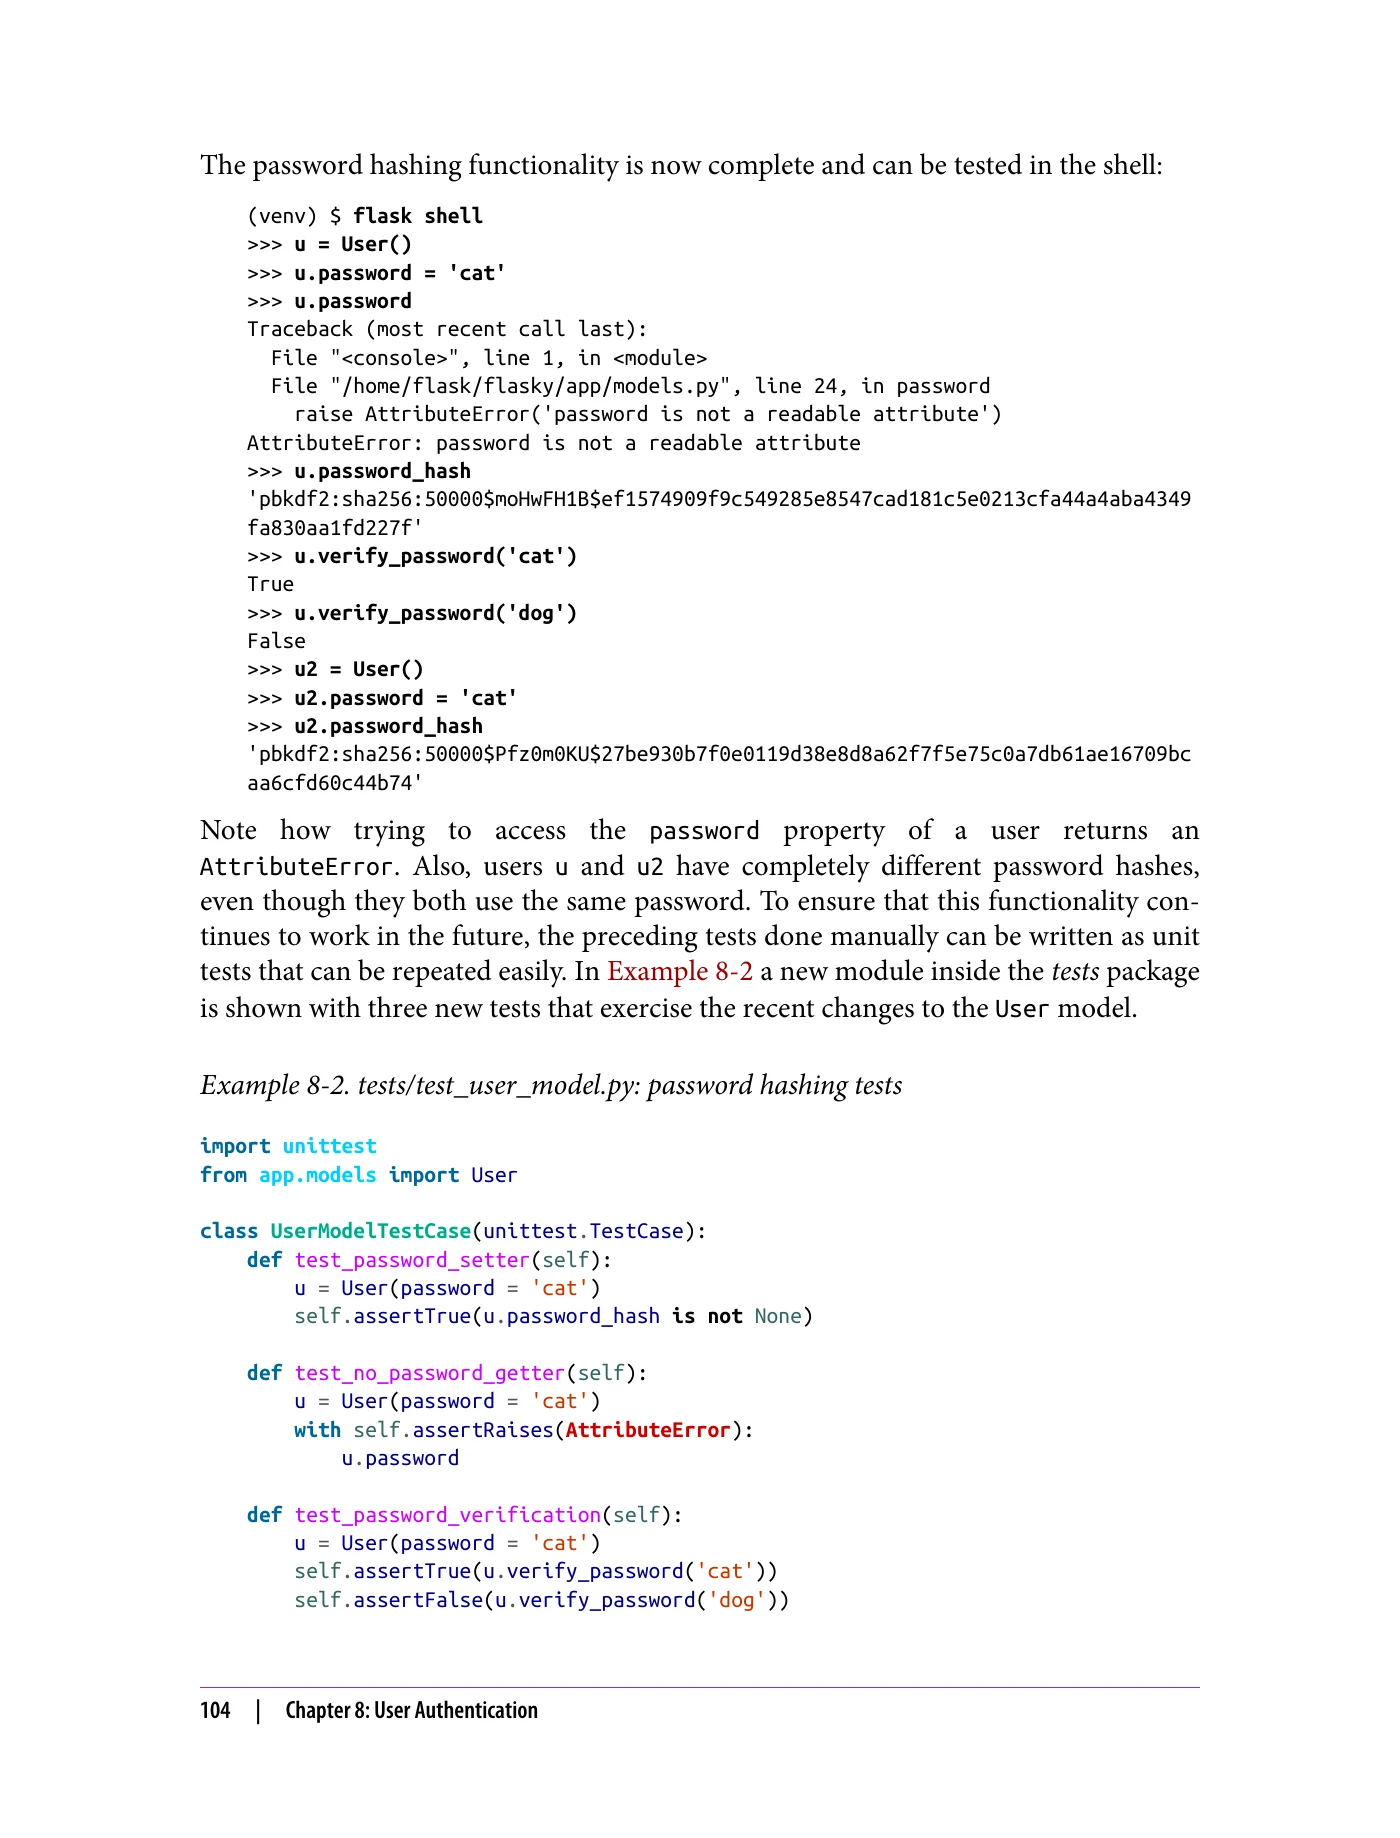 The password hashing functionality is now complete and can be tested in the shell:
(venv) $ flask shell
>>> u = User()
>>> u.password = 'cat'
>>> u.password
Traceback (most recent call last):
  File "<console>", line 1, in <module>
  File "/home/flask/flasky/app/models.py", line 24, in password
    raise AttributeError('password is not a readable attribute')
AttributeError: password is not a readable attribute
>>> u.password_hash
'pbkdf2:sha256:50000$moHwFH1B$ef1574909f9c549285e8547cad181c5e0213cfa44a4aba4349
fa830aa1fd227f'
>>> u.verify_password('cat')
True
>>> u.verify_password('dog')
False
>>> u2 = User()
>>> u2.password = 'cat'
>>> u2.password_hash
'pbkdf2:sha256:50000$Pfz0m0KU$27be930b7f0e0119d38e8d8a62f7f5e75c0a7db61ae16709bc
aa6cfd60c44b74'
Note how trying to access the password property of a user returns an
AttributeError. Also, users u and u2 have completely different password hashes,
even though they both use the same password. To ensure that this functionality con-
tinues to work in the future, the preceding tests done manually can be written as unit
tests that can be repeated easily. In Example 8-2 a new module inside the tests package
is shown with three new tests that exercise the recent changes to the User model.
Example 8-2. tests/test_user_model.py: password hashing tests
import unittest
from app.models import User
class UserModelTestCase(unittest.TestCase):
    def test_password_setter(self):
        u = User(password = 'cat')
        self.assertTrue(u.password_hash is not None)
    def test_no_password_getter(self):
        u = User(password = 'cat')
        with self.assertRaises(AttributeError):
            u.password
    def test_password_verification(self):
        u = User(password = 'cat')
        self.assertTrue(u.verify_password('cat'))
        self.assertFalse(u.verify_password('dog'))
104 | Chapter 8: User Authentication